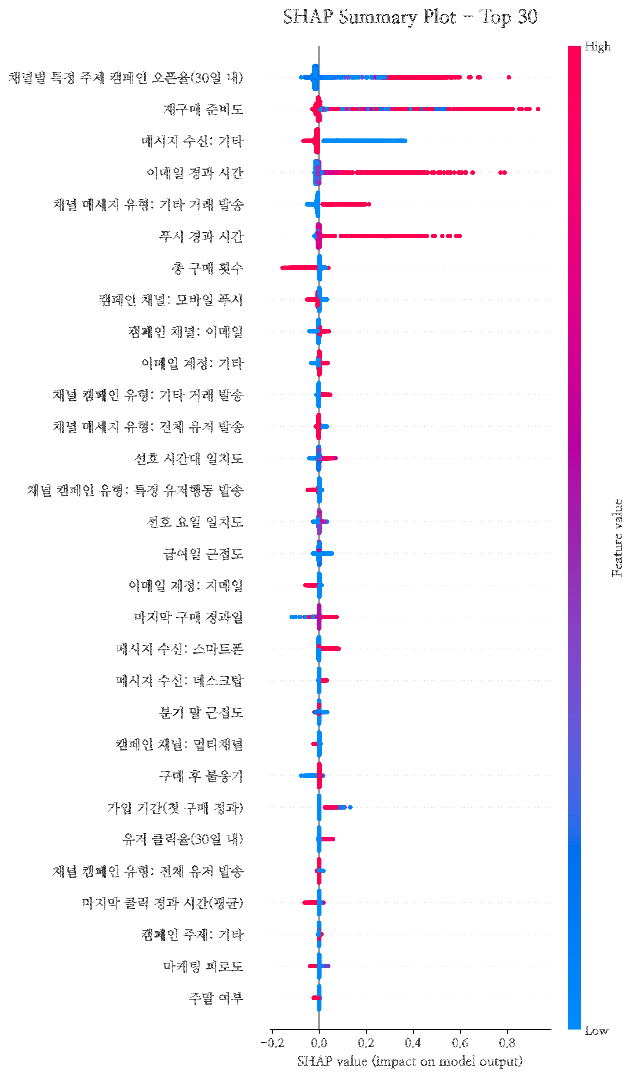 SHAP Summary Plot - Top 30
High
채널별 특정 주제 캠페인 오픈율(30일 내)
재구매 준비도
메시지 수신: 기타
이메일 경과 시간
채널 메세지 유형: 기타 거래 발송
푸시 경과 시간
총 구매 횟수
캠페인 채널: 모바일 푸시
캠페인 채널: 이메일
이메일 계정: 기타
채널 캠페인 유형: 기타 거래 발송
채널 메세지 유형: 전체 유저 발송
선호 시간대 일치도
채널 캠페인 유형: 특정 유저행동 발송
선호 요일 일치도
급여일 근접도
이메일 계정: 지메일
마지막 구매 경과일
메시지 수신: 스마트폰
메시지 수신: 데스크탑
분기 말 근접도
캠페인 채널: 멀티채널
구매 후 불응기
가입 기간(첫 구매 경과)
유저 클릭율(30일 내)
채널 캠페인 유형: 전체 유저 발송
마지막 클릭 경과 시간(평균)
캠페인 주제: 기타
마케팅 피로도
주말 여부
Feature value
Low
-0.2 0.0 0.2 0.4 0.6 0.8
SHAP value (impact on model output)